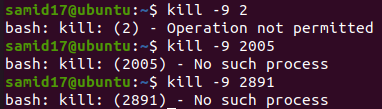 samid17@ubuntu:~$ kill -9 2
bash: kill: (2) - Operation not permitted
samid17@ubuntu:~$ kill -9 2005
bash: kill: (2005) - No such process
samid17@ubuntu:~$ kill -9 2891
bash: kill: (2891) - No such process